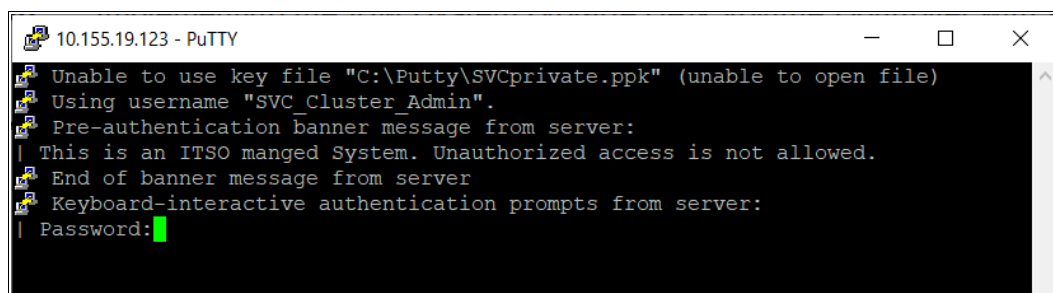 10.155.19.123 - PuTTY
Unable to use key file "C:\Putty\SVCprivate.ppk" (unable to open file)
Using username "SVC_Cluster_Admin".
Pre-authentication banner message from server:
| This is an ITSO manged System. Unauthorized access is not allowed.
End of banner message from server
Keyboard-interactive authentication prompts from server:
| Password: